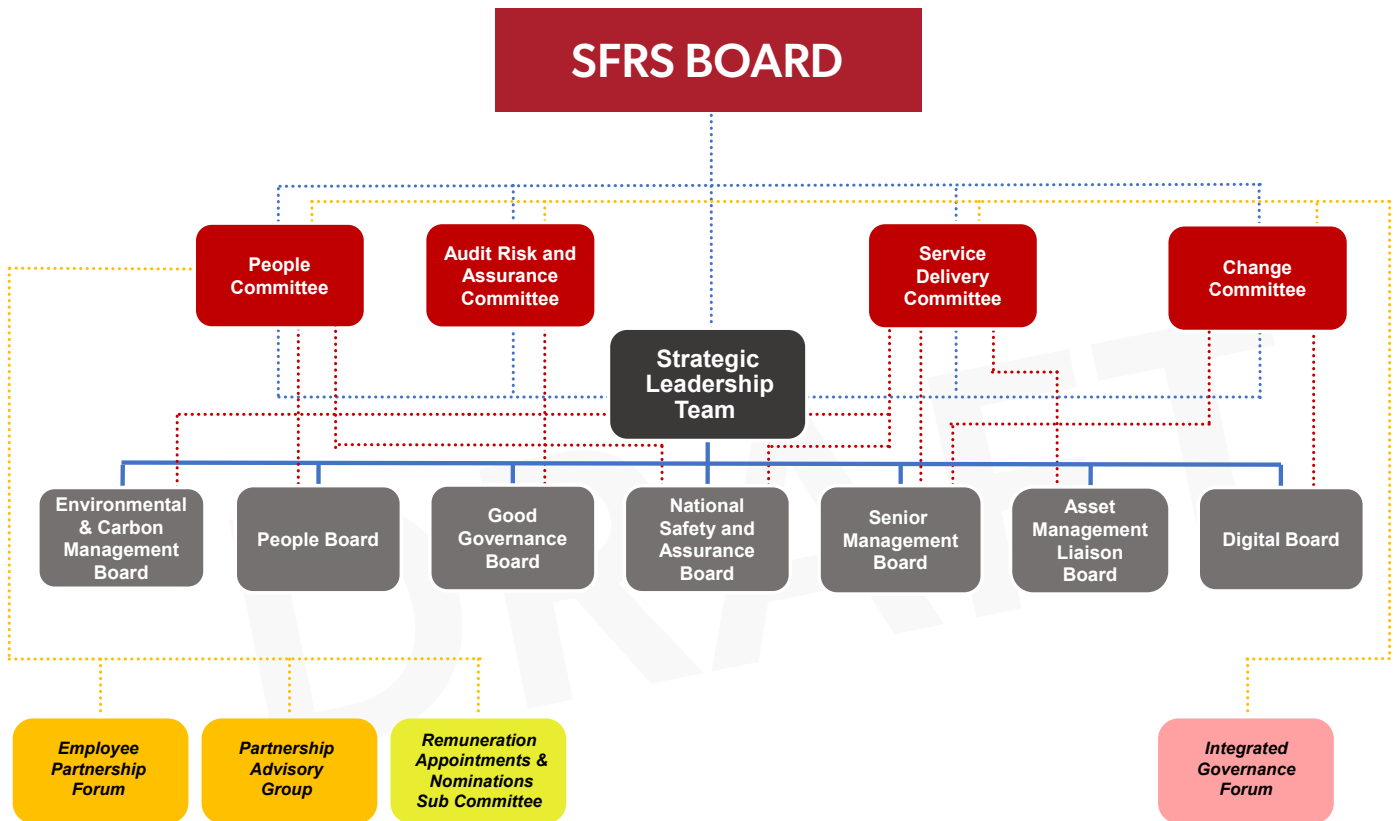 SFRS BOARD
People
Committee
Audit Risk and
Assurance
Committee
Service
Delivery
Committee
Change
Committee
Strategic
Leadership
Team
Environmental
& Carbon
Management
Board
People Board
Good
Governance
Board
National
Safety and
Assurance
Board
Senior
Management
Board
Asset
Management
Liaison
Board
Digital Board
DRAFT
Employee
Partnership
Forum
Partnership
Advisory
Group
Remuneration
Appointments &
Nominations
Sub Committee
Integrated
Governance
Forum